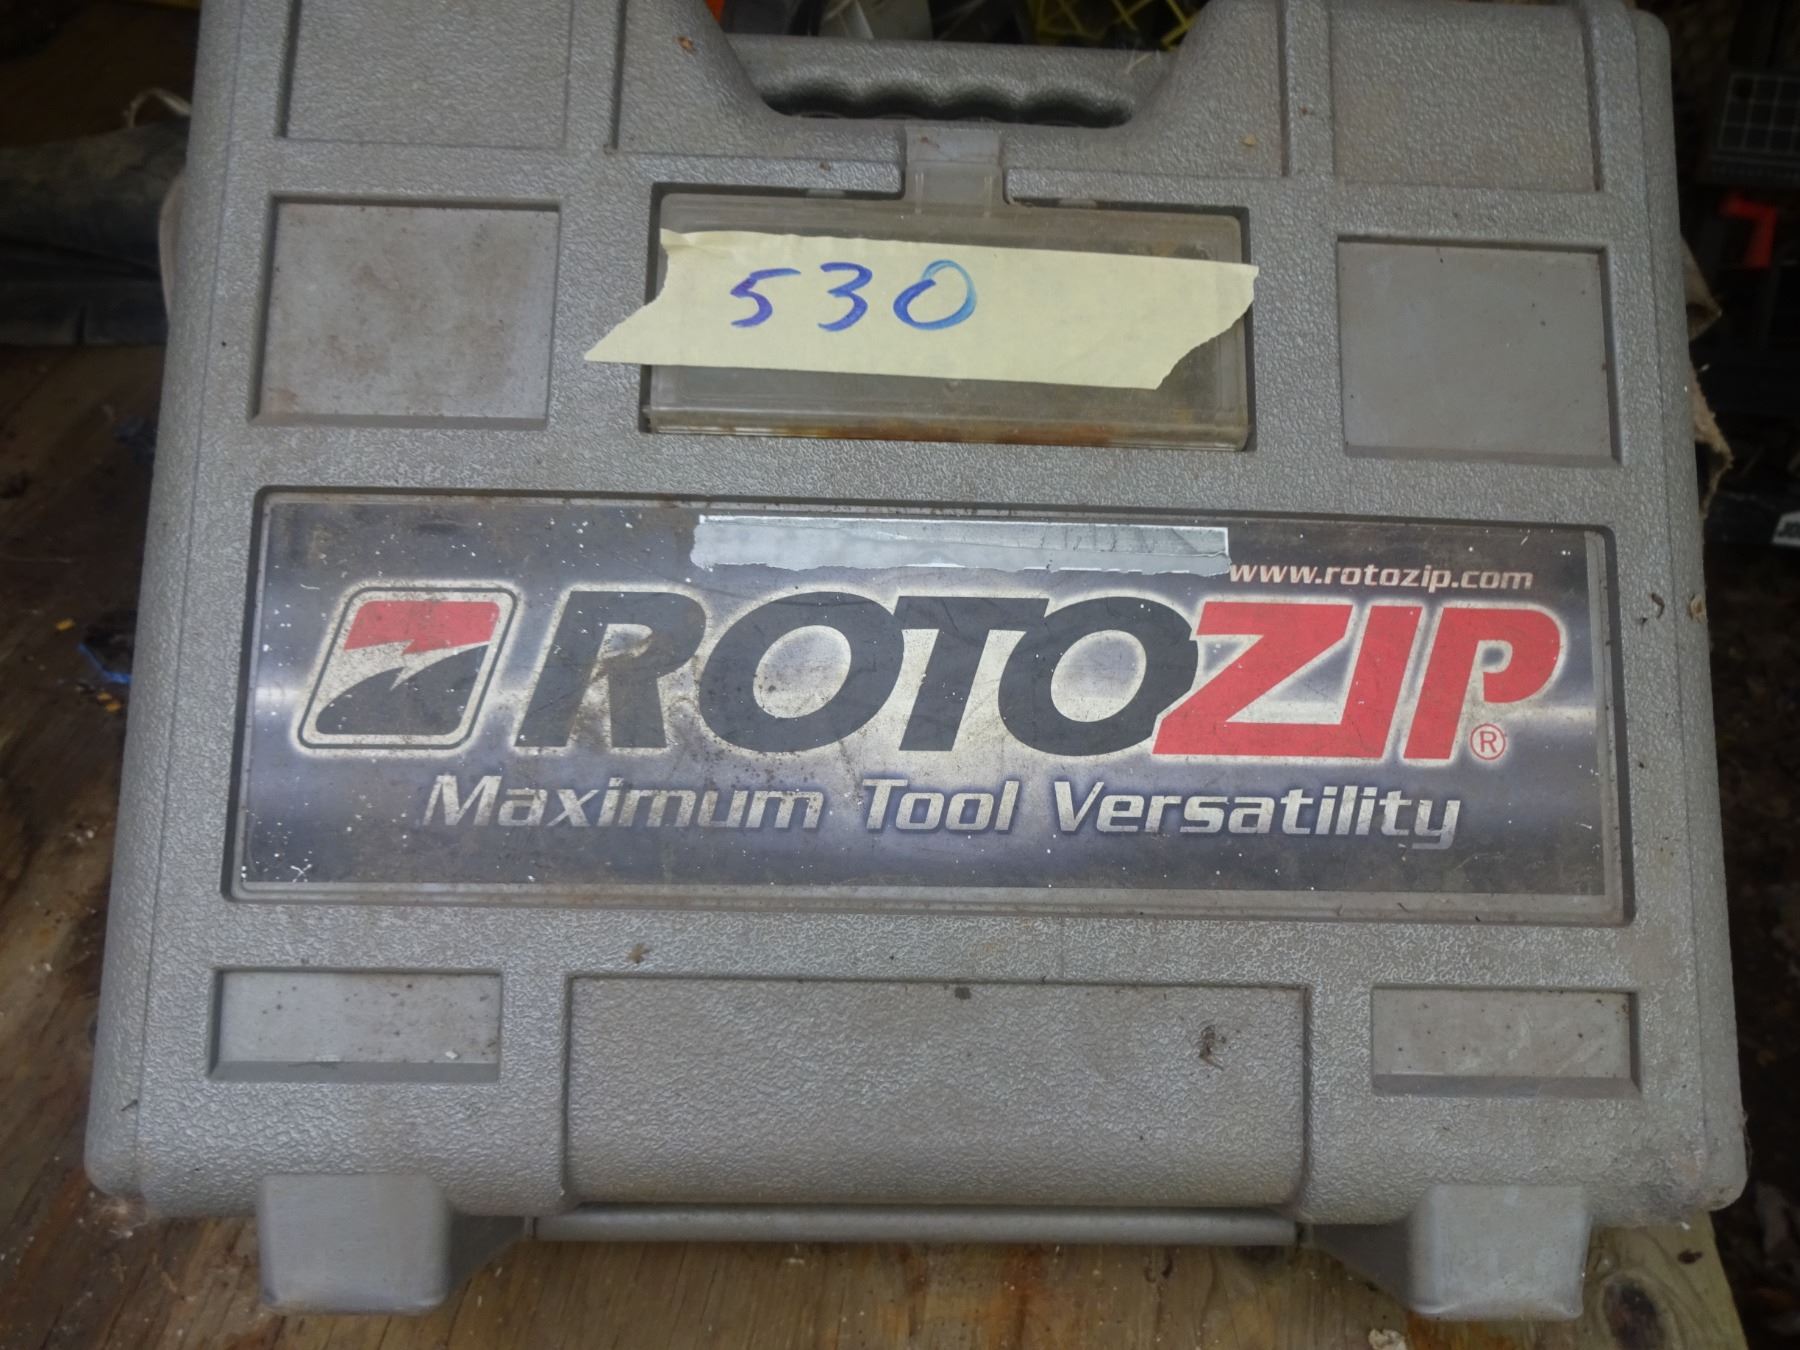 530
www.rotozip.com
ROTOZIP®
Maximum Tool Versatility